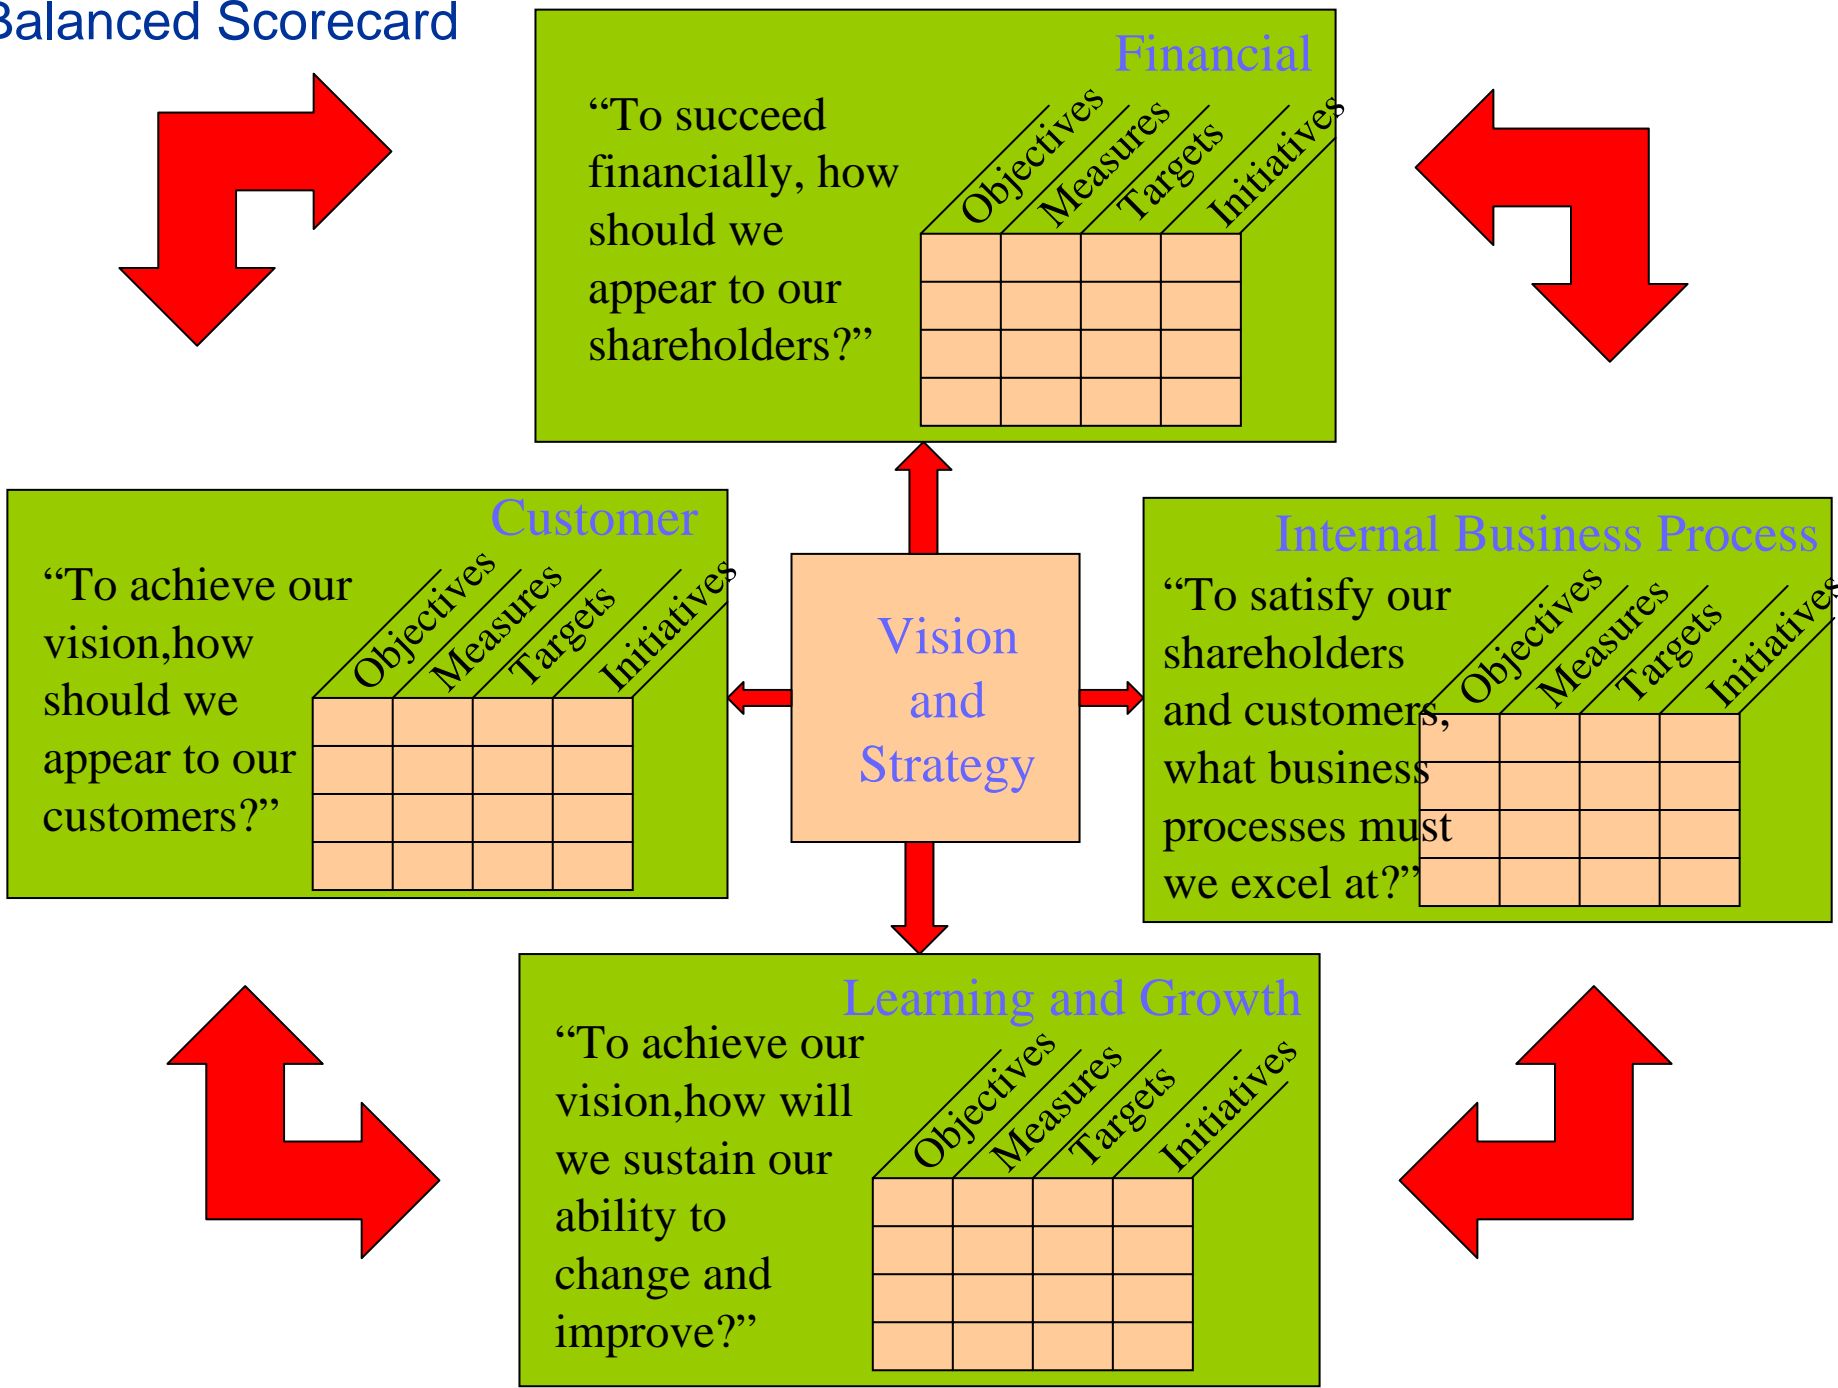 Balanced Scorecard
Financial
“To succeed
financially, how
should we
appear to our
shareholders?”
Objectives
Measures
Targets
Initiatives
Customer
“To achieve our
vision,how
should we
appear to our
customers?”
Objectives
Measures
Targets
Initiatives
Vision
and
Strategy
Internal Business Process
“To satisfy our
shareholders
and customers,
what business
processes must
we excel at?”
Objectives
Measures
Targets
Initiatives
Learning and Growth
“To achieve our
vision,how will
we sustain our
ability to
change and
improve?”
Objectives
Measures
Targets
Initiatives